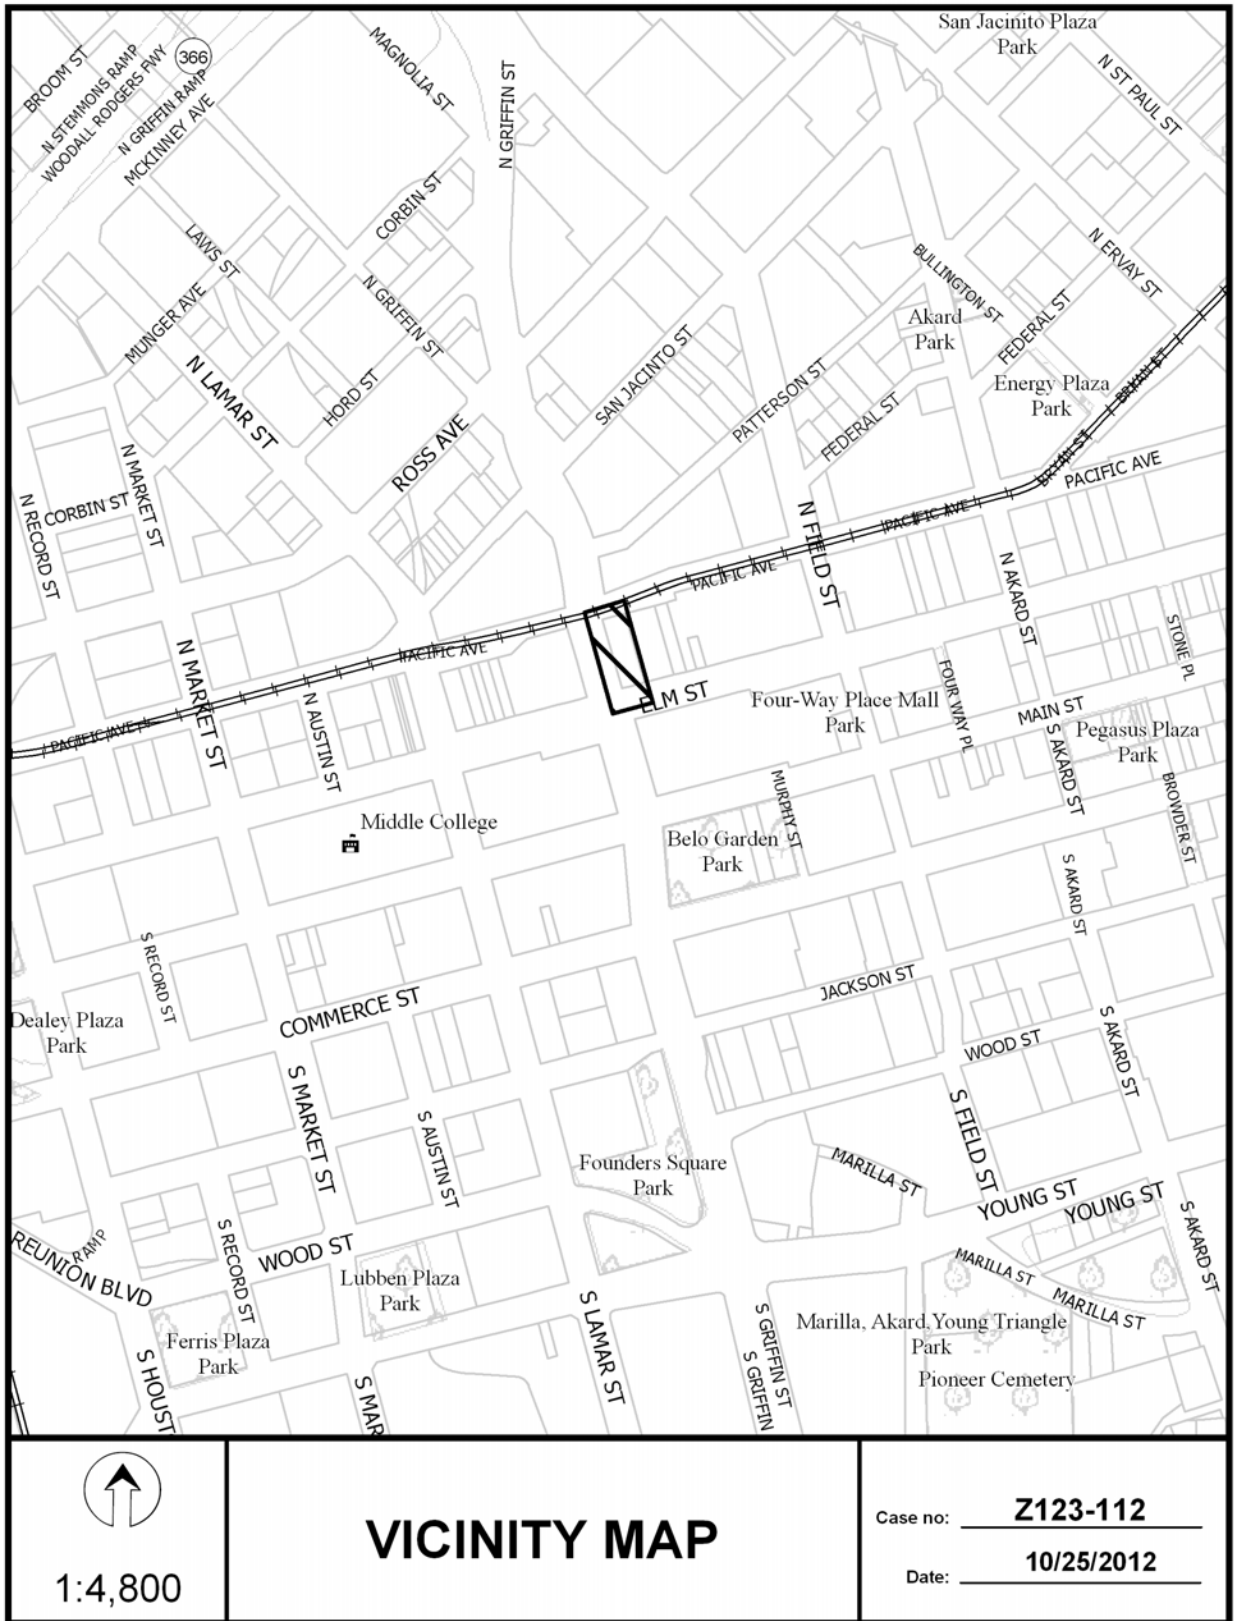 San Jacinito Plaza
Park
BROOM ST
N STEMMONS RAMP
WOODALL RODGERS FWY
366
N GRIFFIN RAMP
MCKINNEY AVE
MAGNOLIA ST
N GRIFFIN ST
N ST PAUL ST
CORBIN ST
LAWS ST
MUNGER AVE
N GRIFFIN ST
N ERVAY ST
BULLINGTON ST
FEDERAL ST
Akard
Park
N LAMAR ST
HORD ST
SAN JACINTO ST
PATTERSON ST
Energy Plaza
Park
BRYAN ST
FEDERAL ST
ROSS AVE
N MARKET ST
CORBIN ST
N RECORD ST
BRYAN ST
PACIFIC AVE
PACIFIC AVE
N FIELD ST
PACIFIC AVE
N AKARD ST
STONE PL
PACIFIC AVE
N MARKET ST
N AUSTIN ST
PACIFIC AVE
ELM ST
Four-Way Place Mall
Park
FOUR WAY PL
MAIN ST
S AKARD ST
Pegasus Plaza
Park
BROWDER ST
MURPHY ST
Middle College
Belo Garden
Park
S AKARD ST
S RECORD ST
JACKSON ST
COMMERCE ST
Dealey Plaza
Park
WOOD ST
S AKARD ST
S MARKET ST
S AUSTIN ST
S FIELD ST
Founders Square
Park
MARILLA ST
YOUNG ST
YOUNG ST
S AKARD ST
REUNION BLVD
RAMP
S RECORD ST
WOOD ST
MARILLA ST
MARILLA ST
Lubben Plaza
Park
S LAMAR ST
S GRIFFIN ST
S GRIFFIN
Marilla, Akard, Young Triangle
Park
Ferris Plaza
Park
S HOUST
S MAR
Pioneer Cemetery
1:4,800
VICINITY MAP
Case no: Z123-112
Date: 10/25/2012